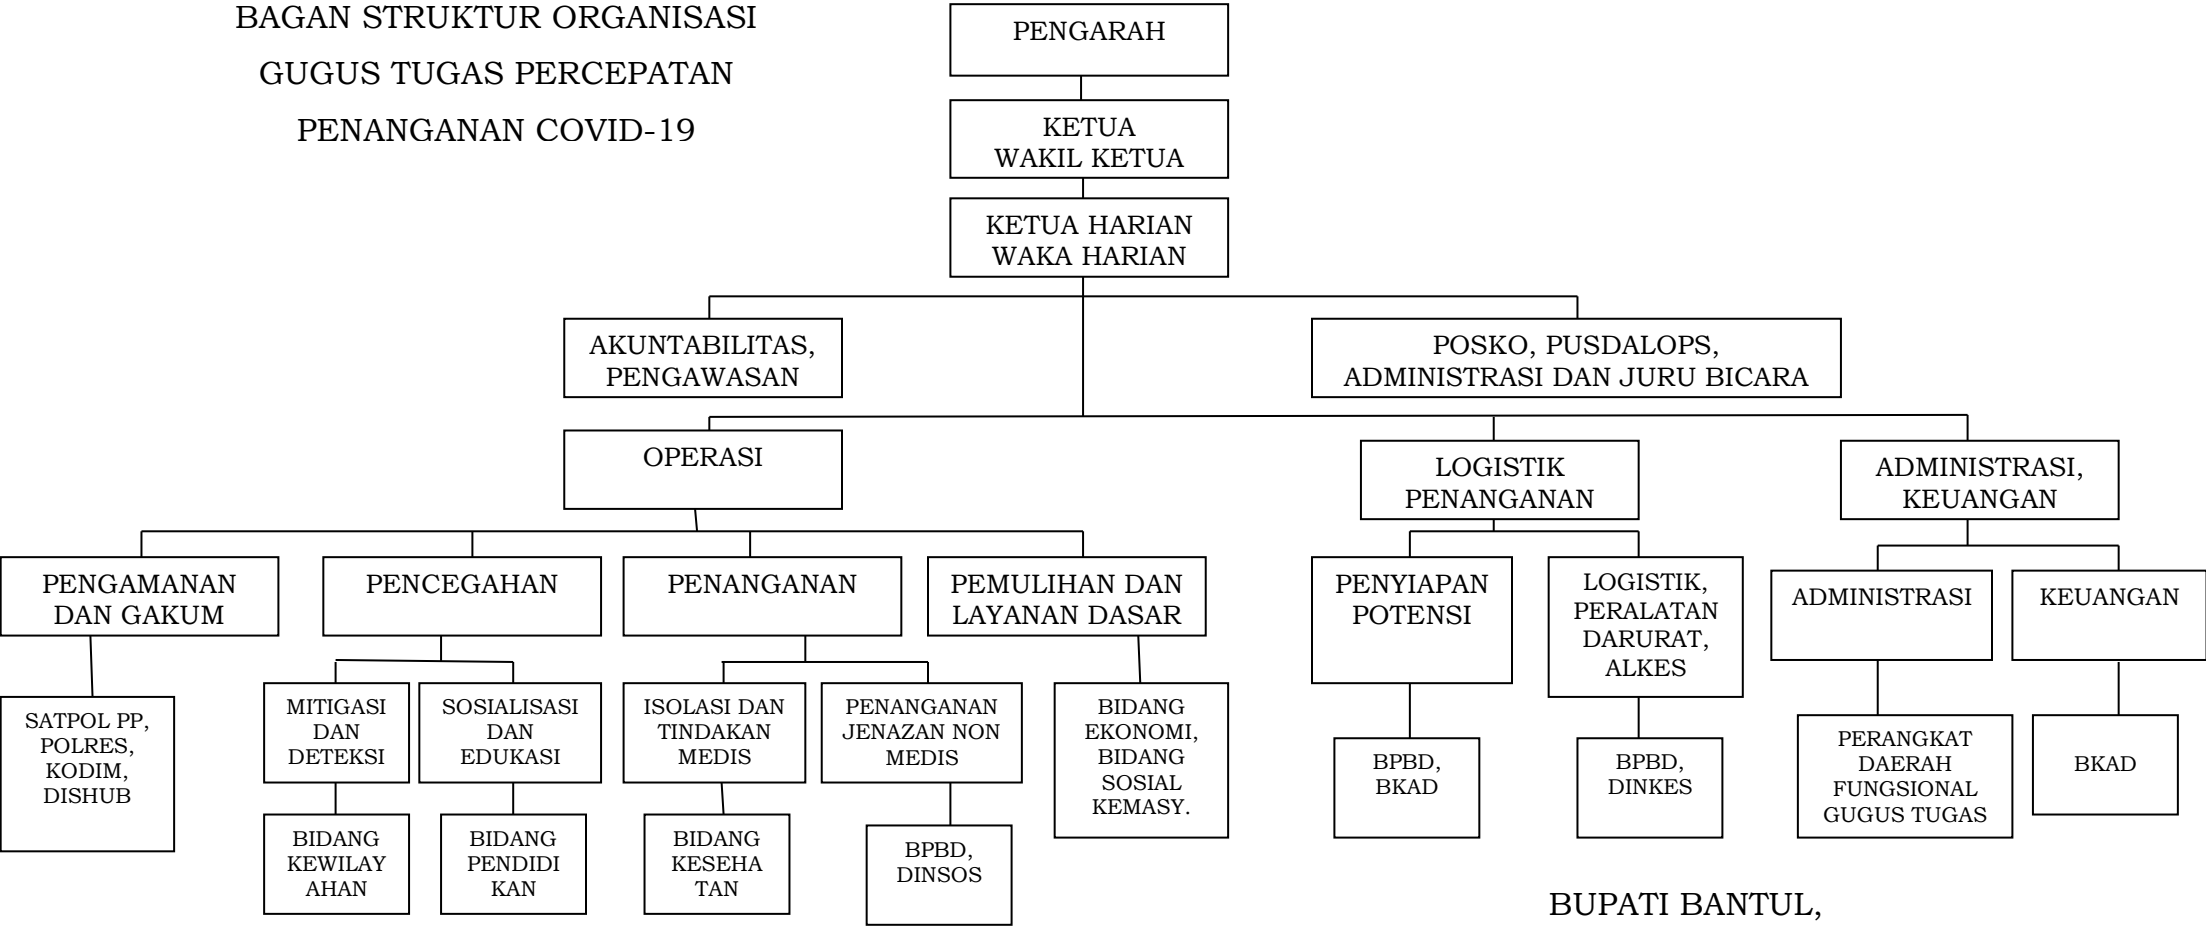 BAGAN STRUKTUR ORGANISASI
GUGUS TUGAS PERCEPATAN
PENANGANAN COVID-19
PENGARAH
KETUA
WAKIL KETUA
KETUA HARIAN
WAKA HARIAN
AKUNTABILITAS,
PENGAWASAN
POSKO, PUSDALOPS,
ADMINISTRASI DAN JURU BICARA
OPERASI
LOGISTIK
PENANGANAN
ADMINISTRASI,
KEUANGAN
PENGAMANAN
DAN GAKUM
PENCEGAHAN
PENANGANAN
PEMULIHAN DAN
LAYANAN DASAR
PENYIAPAN
POTENSI
LOGISTIK,
PERALATAN
DARURAT,
ALKES
ADMINISTRASI
KEUANGAN
SATPOL PP,
POLRES,
KODIM,
DISHUB
MITIGASI
DAN
DETEKSI
SOSIALISASI
DAN
EDUKASI
ISOLASI DAN
TINDAKAN
MEDIS
PENANGANAN
JENAZAN NON
MEDIS
BIDANG
EKONOMI,
BIDANG
SOSIAL
KEMASY.
BPBD,
BKAD
BPBD,
DINKES
PERANGKAT
DAERAH
FUNGSIONAL
GUGUS TUGAS
BKAD
BIDANG
KEWILAY
AHAN
BIDANG
PENDIDI
KAN
BIDANG
KESEHA
TAN
BPBD,
DINSOS
BUPATI BANTUL,